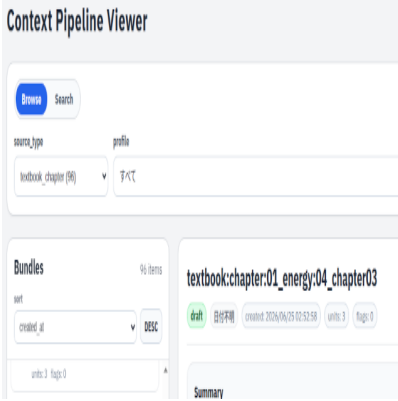 Context Pipeline Viewer
Browse Search
source_type profile
textbook_chapter (96) すべて
Bundles 96 items
sort
created_at DESC
units: 3 flags: 0
textbook:chapter:01_energy:04_chapter03
draft 日付不明 created: 2026/06/25 02:52:58 units: 3 flags: 0
Summary